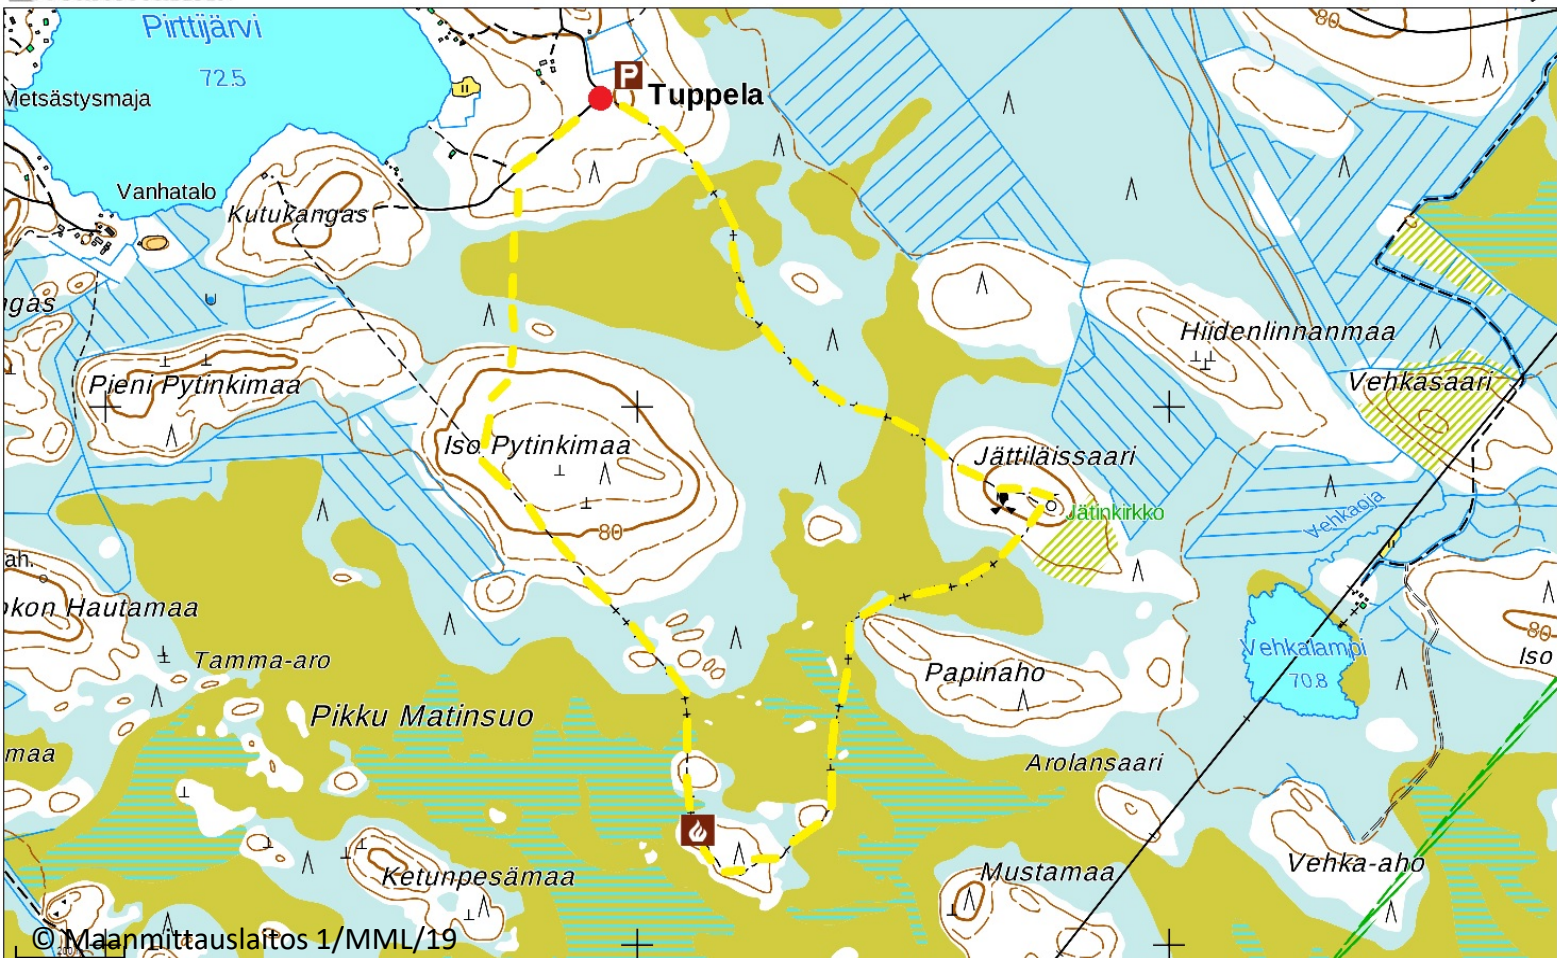 Pirttijärvi
80
72.5
P
Tuppela
Metsästysmaja
Vanhatalo
Kutukangas
gas
Hiidenlinnanmaa
Pieni Pytinkimaa
Vehkasaari
Iso Pytinkimaa
Jättiläissaari
Vehkaoja
Jätinkirkko
80
ah.
okon Hautamaa
80
Vehkalampi
Iso
Tamma-aro
Papinaho
70.8
Pikku Matinsuo
maa
Arolansaari
Ketunpesämaa
Mustamaa
Vehka-aho
© Maanmittauslaitos 1/MML/19